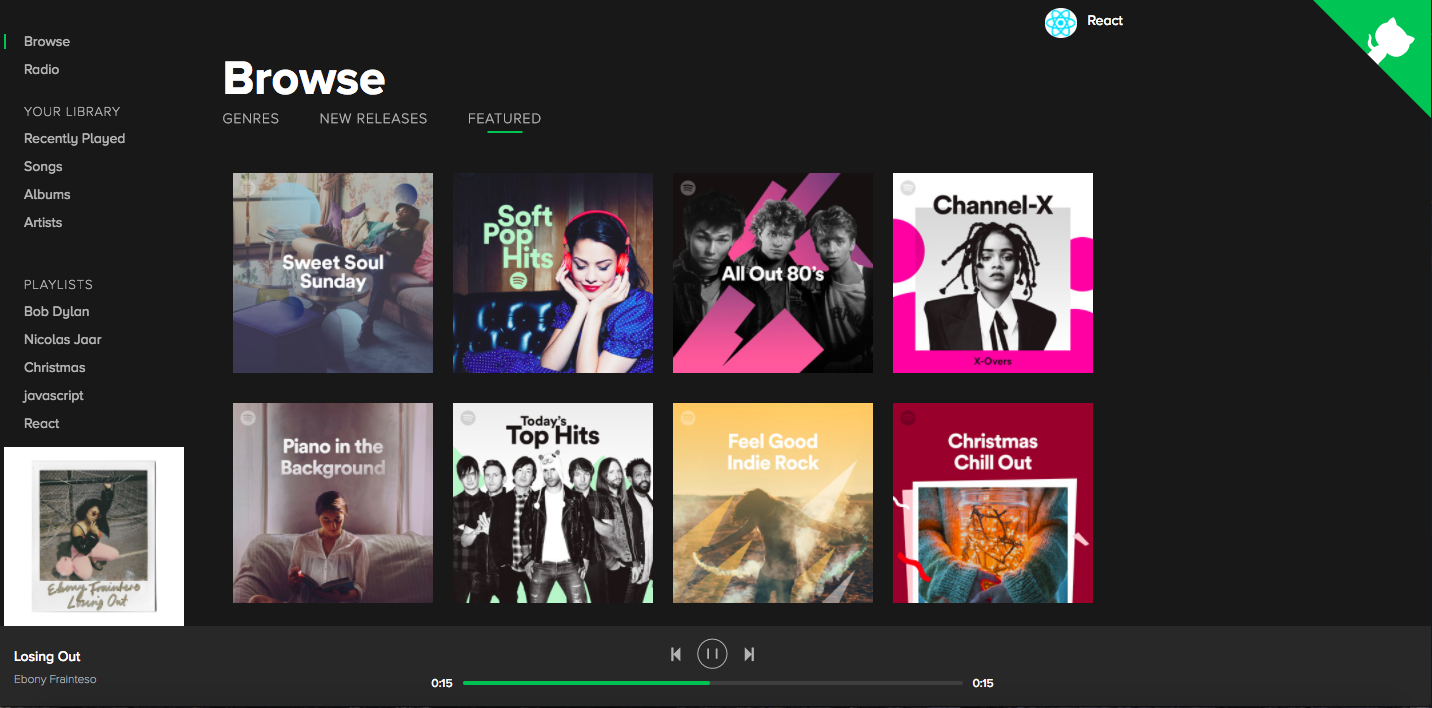 React
Browse
Radio
YOUR LIBRARY
Recently Played
Songs
Albums
Artists
PLAYLISTS
Bob Dylan
Nicolas Jaar
Christmas
javascript
React
Ebony Frainteso
Losing Out
Browse
GENRES
NEW RELEASES
FEATURED
Sweet Soul
Sunday
Soft
Pop
Hits
All Out 80's
Channel-X
X-Overs
Piano in the
Background
Today's
Top Hits
Feel Good
Indie Rock
Christmas
Chill Out
Losing Out
Ebony Frainteso
0:15
0:15